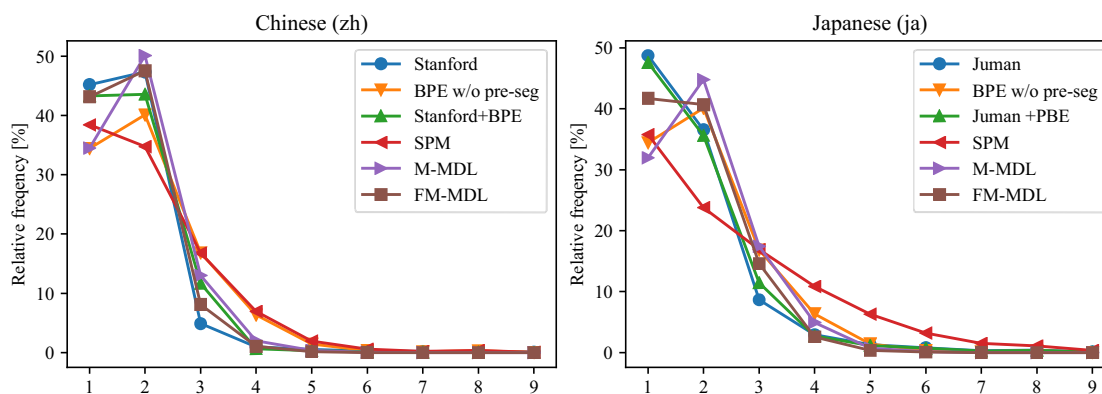 Chinese (zh)
Relative freqency [%]
50
40
30
20
10
0
1 2 3 4 5 6 7 8 9
Stanford
BPE w/o pre-seg
Stanford+BPE
SPM
M-MDL
FM-MDL
Japanese (ja)
Relative freqency [%]
50
40
30
20
10
0
1 2 3 4 5 6 7 8 9
Juman
BPE w/o pre-seg
Juman +PBE
SPM
M-MDL
FM-MDL